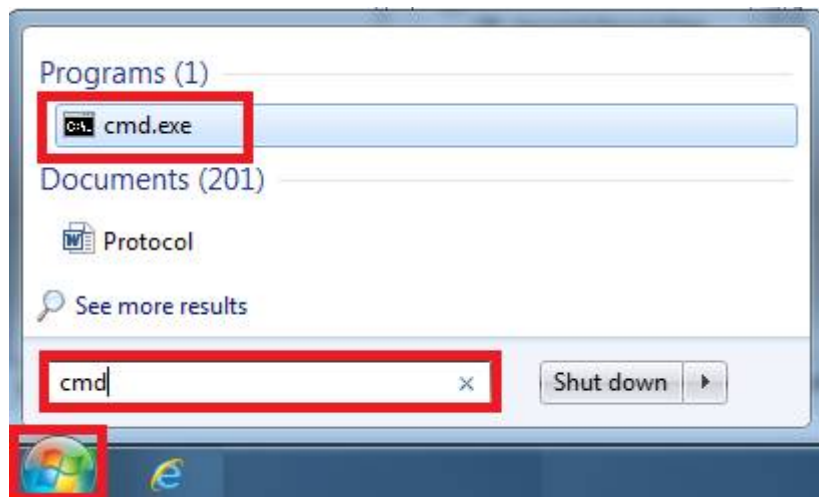 Programs (1)
cmd.exe
Documents (201)
Protocol
See more results
cmd
Shut down